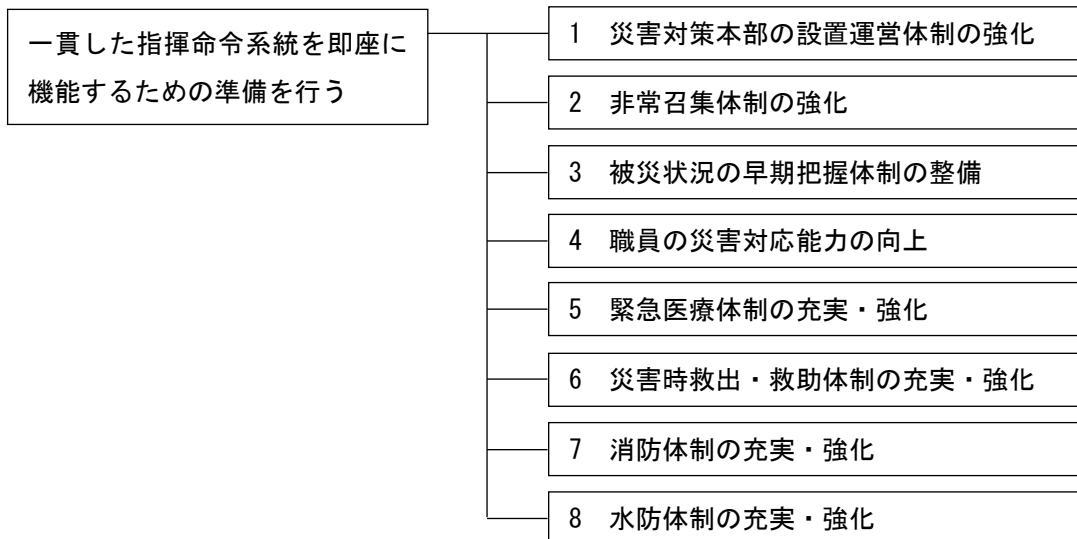 一貫した指揮命令系統を即座に
機能するための準備を行う
1 災害対策本部の設置運営体制の強化
2 非常召集体制の強化
3 被災状況の早期把握体制の整備
4 職員の災害対応能力の向上
5 緊急医療体制の充実・強化
6 災害時救出・救助体制の充実・強化
7 消防体制の充実・強化
8 水防体制の充実・強化